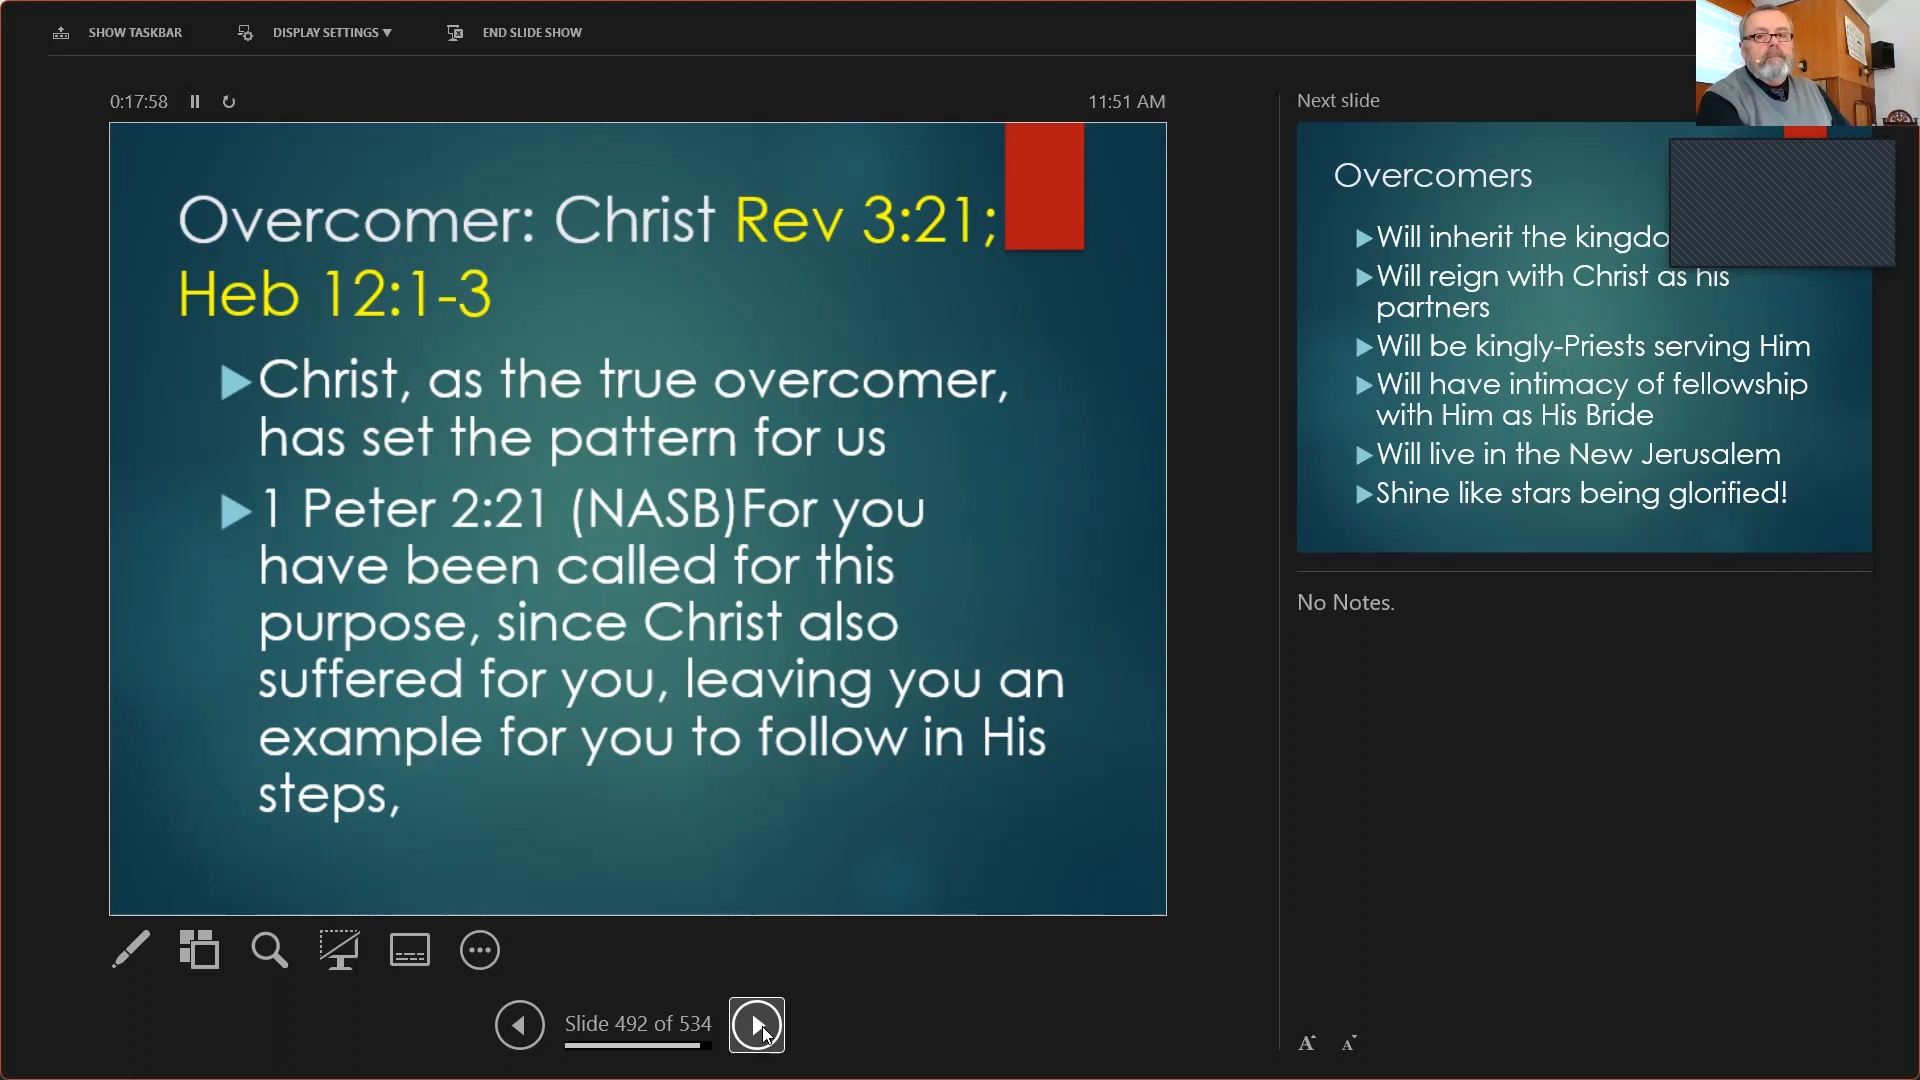 SHOW TASKBAR
DISPLAY SETTINGS ▼
END SLIDE SHOW
0:17:58
11:51 AM
Overcomer: Christ Rev 3:21;
Heb 12:1-3
Christ, as the true overcomer,
has set the pattern for us
1 Peter 2:21 (NASB)For you
have been called for this
purpose, since Christ also
suffered for you, leaving you an
example for you to follow in His
steps,
Slide 492 of 534
Next slide
Overcomers
Will inherit the
Will reign with Christ as his
partners
Will be kingly-Priests serving Him
Will have intimacy of fellowship
with Him as His Bride
Will live in the New Jerusalem
Shine like stars being glorified!
No Notes.
A A